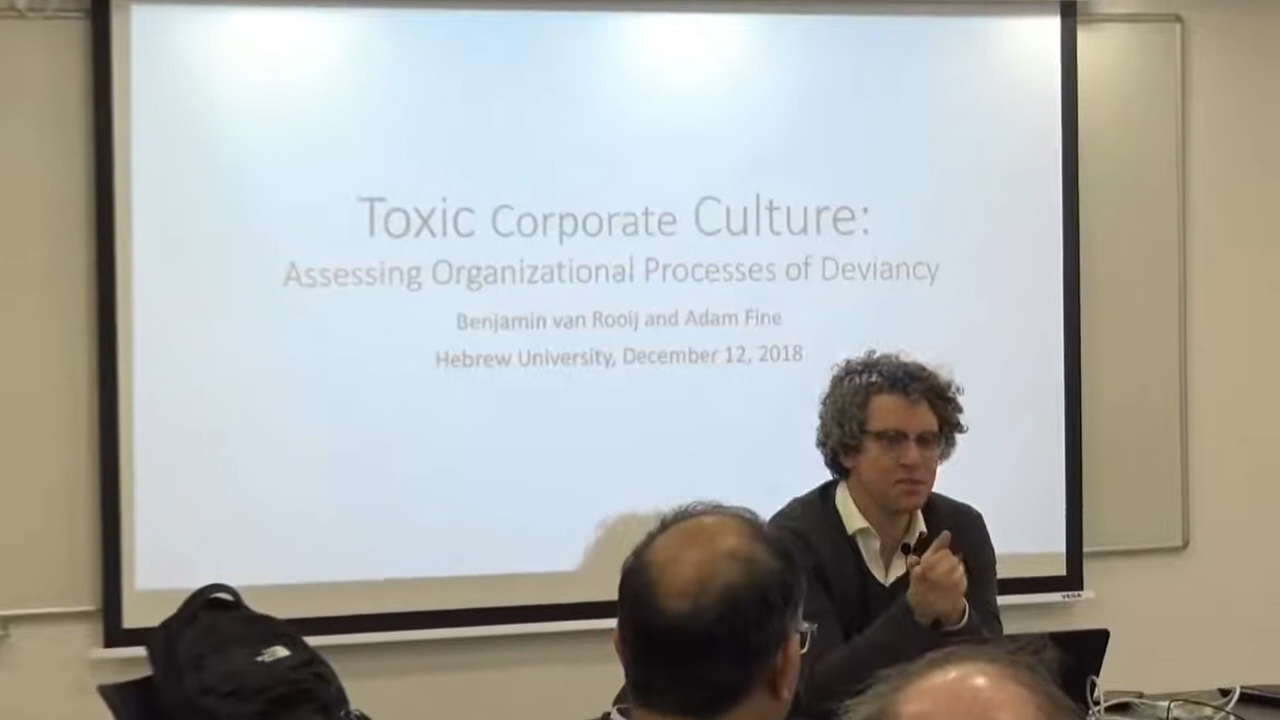 Toxic Corporate Culture:
Assessing Organizational Processes of Deviancy
Benjamin van Rooij and Adam Fine
Hebrew University, December 12, 2018
VEGA